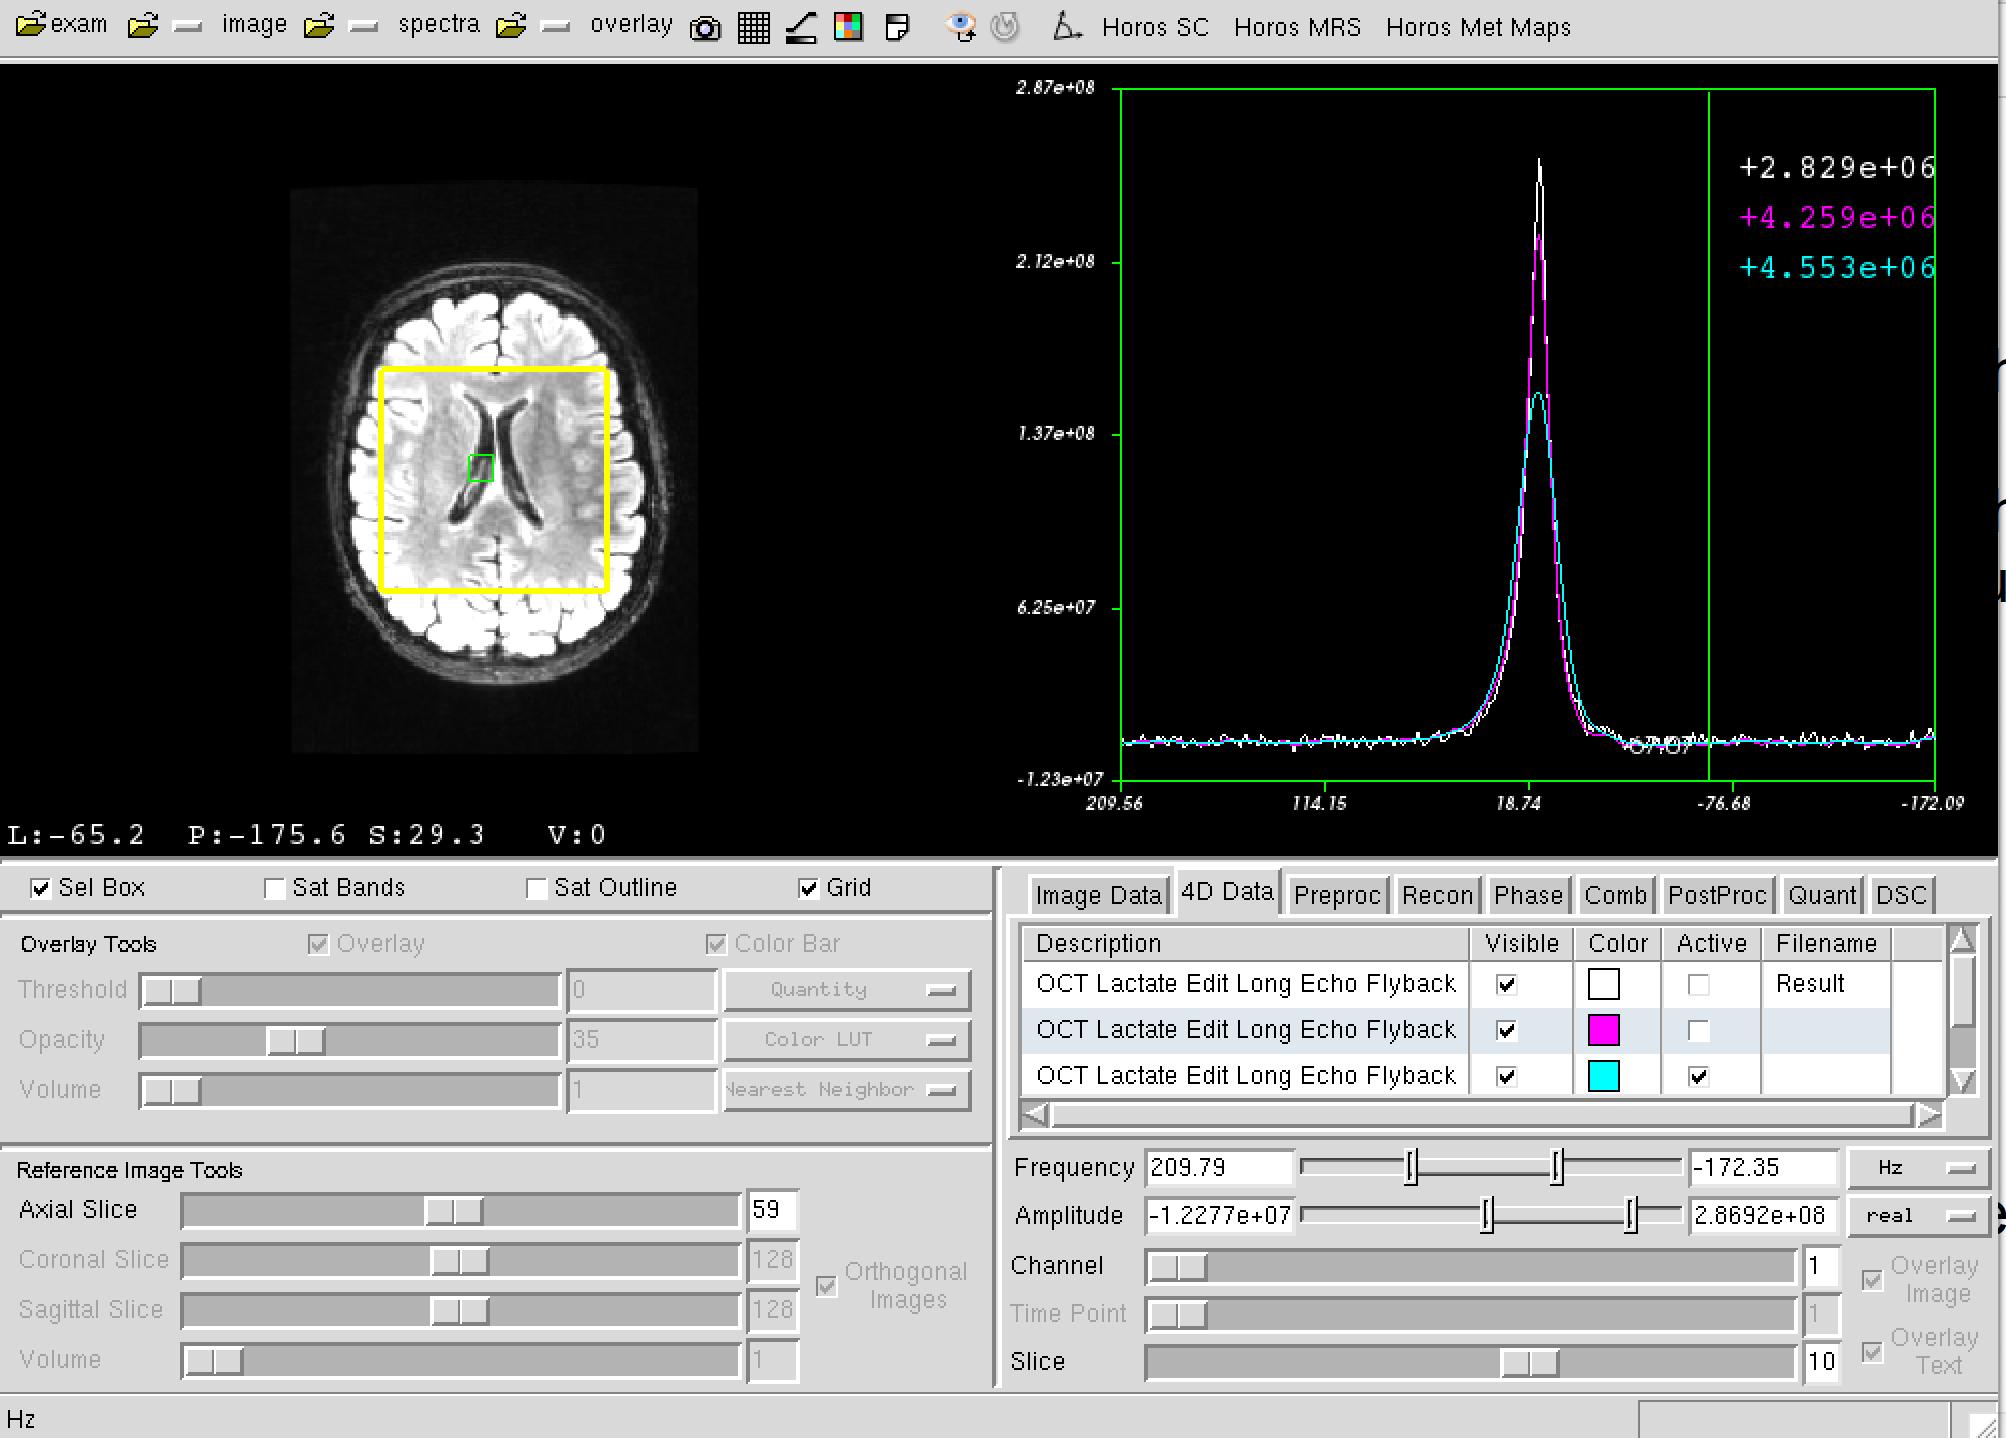 exam image spectra overlay Horos SC Horos MRS Horos Met Maps
2.87e+08
+2.829e+06
+4.259e+06
2.12e+08
+4.553e+06
1.37e+08
6.25e+07
-1.23e+07
209.56 114.15 18.74 -76.68 -172.09
L:-65.2 P:-175.6 S:29.3 V:0
Sel Box Sat Bands Sat Outline Grid
Overlay Tools Overlay Color Bar
Threshold 0 Quantity
Opacity 35 Color LUT
Volume 1 Nearest Neighbor
Reference Image Tools
Axial Slice 59
Coronal Slice 128
Sagittal Slice 128
Volume 1
Orthogonal
Images
Image Data 4D Data Preproc Recon Phase Comb PostProc Quant DSC
Description Visible Color Active Filename
OCT Lactate Edit Long Echo Flyback Result
OCT Lactate Edit Long Echo Flyback
OCT Lactate Edit Long Echo Flyback
Frequency 209.79 -172.35 Hz
Amplitude -1.2277e+07 2.8692e+08 real
Channel 1
Time Point 1
Slice 10
Overlay
Image
Overlay
Text
Hz